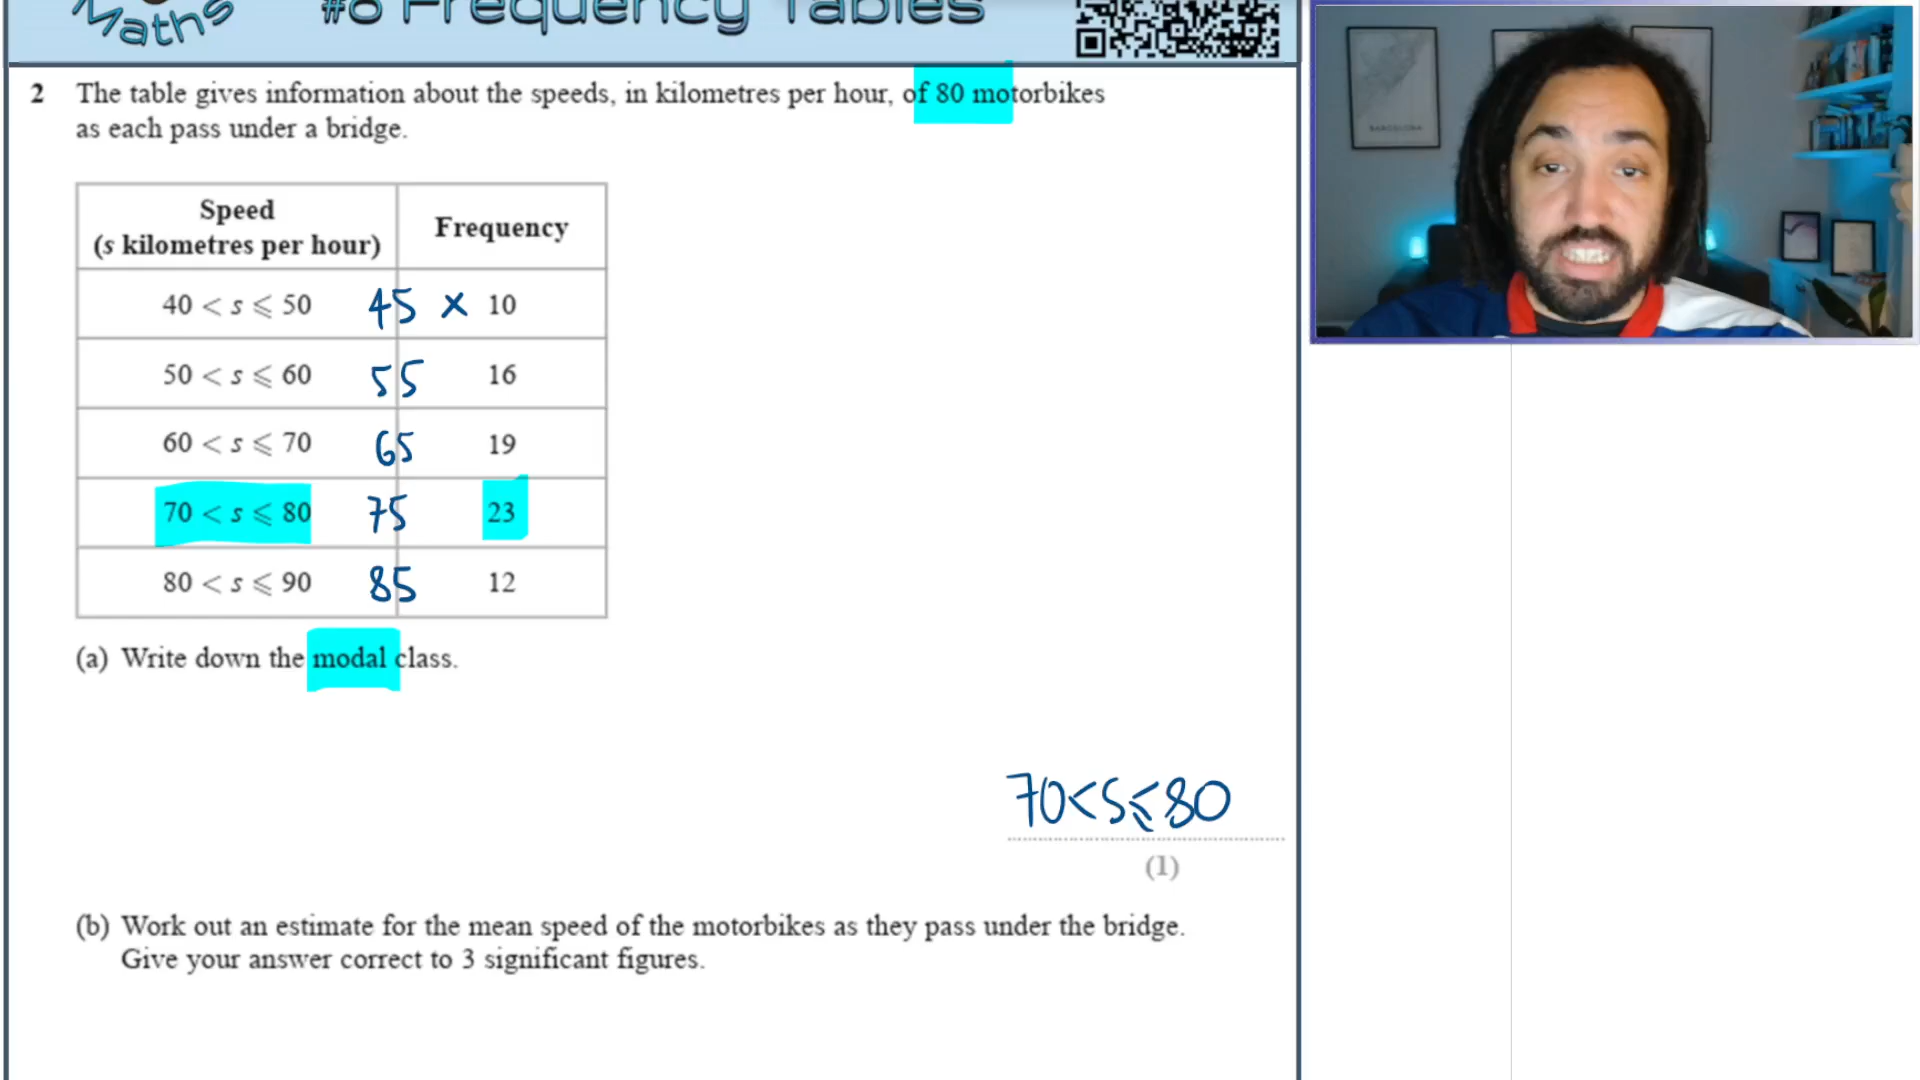 Maths
#6 Frequency Tables
2 The table gives information about the speeds, in kilometres per hour, of 80 motorbikes
as each pass under a bridge.
Speed
(s kilometres per hour)
Frequency
40 < s ⩽ 50 45 × 10
50 < s ⩽ 60 55 16
60 < s ⩽ 70 65 19
70 < s ⩽ 80 75 23
80 < s ⩽ 90 85 12
(a) Write down the modal class.
70<s⩽80
(1)
(b) Work out an estimate for the mean speed of the motorbikes as they pass under the bridge.
Give your answer correct to 3 significant figures.
BARCELONA